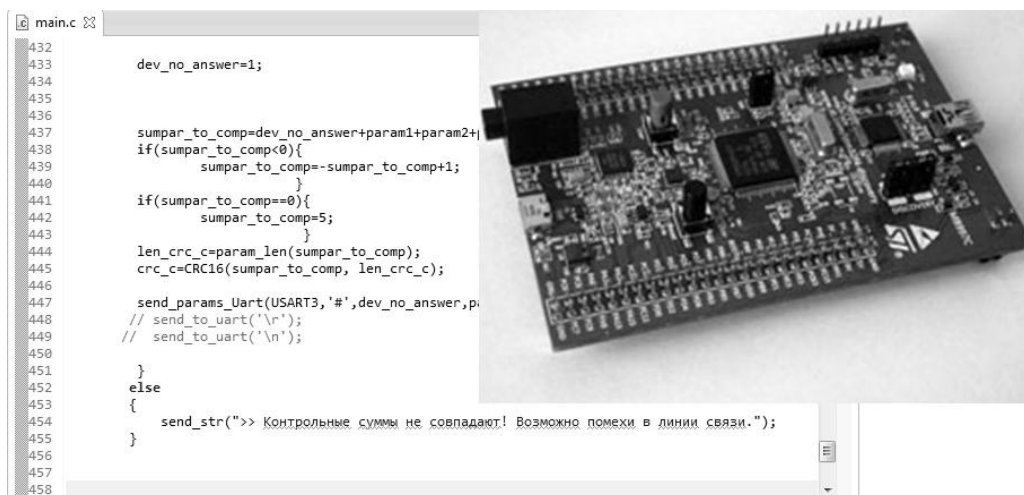 main.c
432
433 dev_no_answer=1;
434
435
436
437 sumpar_to_comp=dev_no_answer+param1+param2+
438 if(sumpar_to_comp<0){
439 sumpar_to_comp=-sumpar_to_comp+1;
440 }
441 if(sumpar_to_comp==0){
442 sumpar_to_comp=5;
443 }
444 len_crc_c=param_len(sumpar_to_comp);
445 crc_c=CRC16(sumpar_to_comp, len_crc_c);
446
447 send_params_Uart(USART3,'#',dev_no_answer,
448 // send_to_uart('\r');
449 // send_to_uart('\n');
450
451 }
452 else
453 {
454 send_str(">> Контрольные суммы не совпадают! Возможно помехи в линии связи.");
455 }
456
457
458